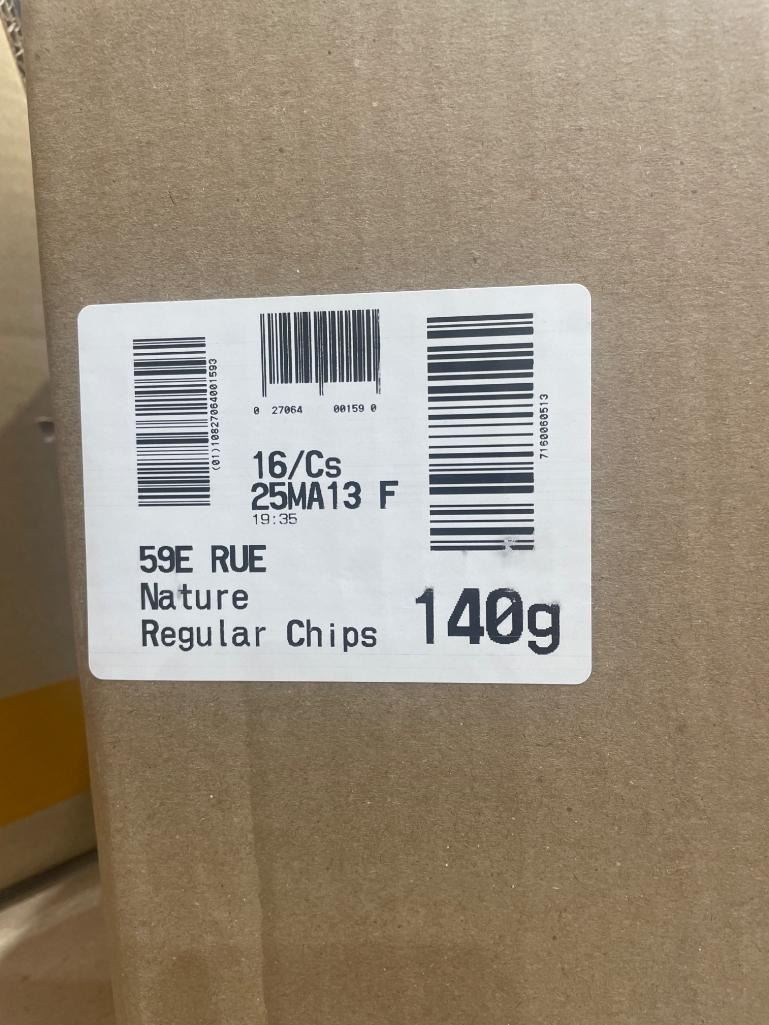 (01)10827064001593
0 27064 00159 0
7160060513
16/Cs
25MA13 F
19:35
59E RUE
Nature
Regular Chips
140g